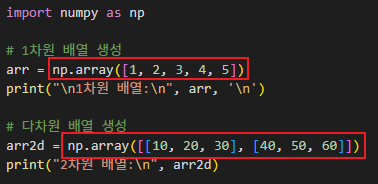 import numpy as np
# 1차원 배열 생성
arr = np.array([1, 2, 3, 4, 5])
print("\n1차원 배열:\n", arr, '\n')
# 다차원 배열 생성
arr2d = np.array([[10, 20, 30], [40, 50, 60]])
print("2차원 배열:\n", arr2d)